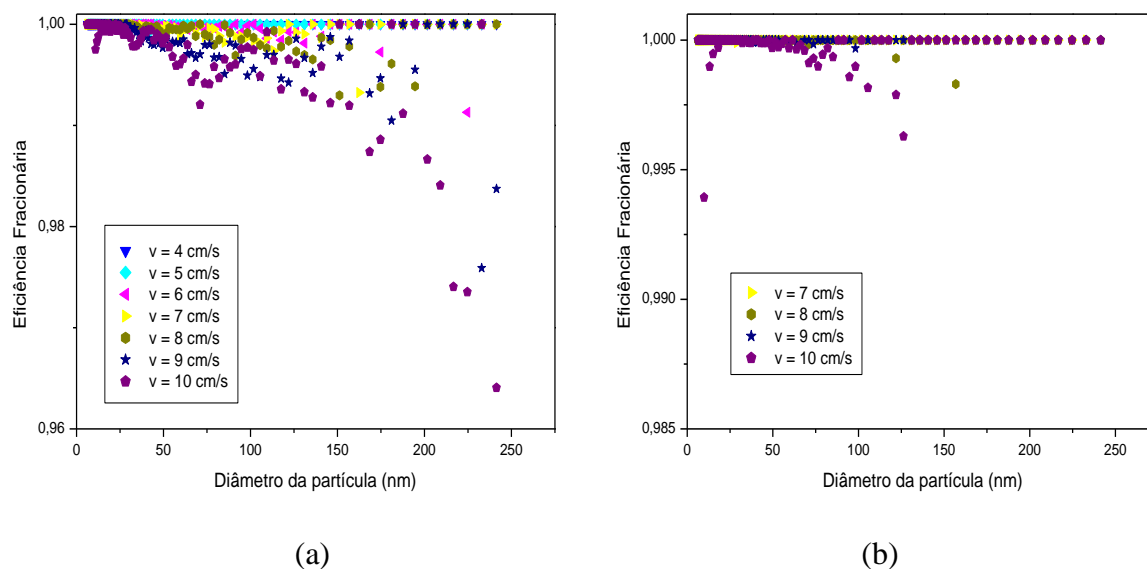 1,00
0,98
0,96
0
50
100
150
200
250
Eficiência Fracionária
Diâmetro da partícula (nm)
v = 4 cm/s
v = 5 cm/s
v = 6 cm/s
v = 7 cm/s
v = 8 cm/s
v = 9 cm/s
v = 10 cm/s
(a)
1,000
0,995
0,990
0,985
0
50
100
150
200
250
Eficiência Fracionária
Diâmetro da partícula (nm)
v = 7 cm/s
v = 8 cm/s
v = 9 cm/s
v = 10 cm/s
(b)